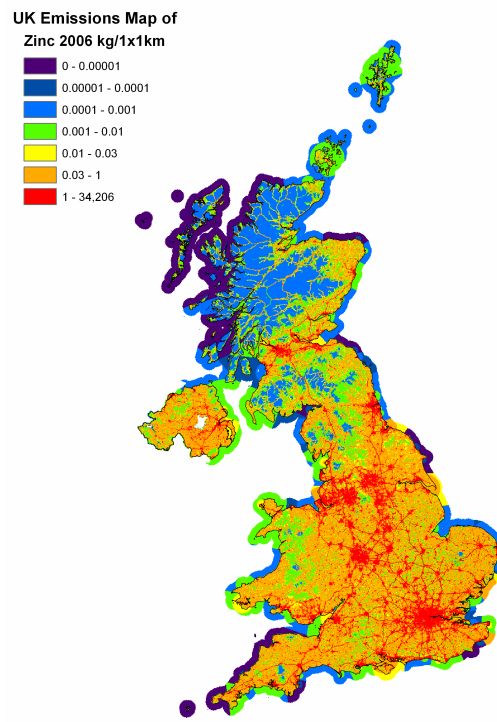 UK Emissions Map of
Zinc 2006 kg/1x1km
0 - 0.00001
0.00001 - 0.0001
0.0001 - 0.001
0.001 - 0.01
0.01 - 0.03
0.03 - 1
1 - 34,206